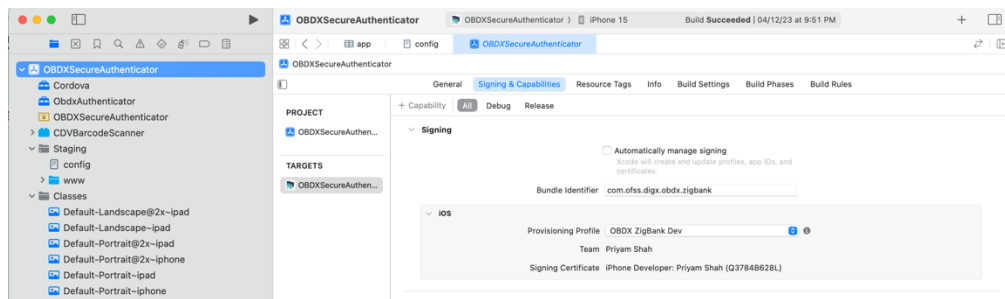 OBDXSecureAuthenticator
OBDXSecureAuthenticator 〉 iPhone 15
Build Succeeded | 04/12/23 at 9:51 PM
app
config
OBDXSecureAuthenticator
OBDXSecureAuthenticator
Cordova
ObdxAuthenticator
OBDXSecureAuthenticator
CDVBarcodeScanner
Staging
config
www
Classes
Default-Landscape@2x~ipad
Default-Landscape~ipad
Default-Portrait@2x~ipad
Default-Portrait@2x~iphone
Default-Portrait~ipad
Default-Portrait~iphone
OBDXSecureAuthenticator
General Signing & Capabilities Resource Tags Info Build Settings Build Phases Build Rules
PROJECT
OBDXSecureAuthen...
TARGETS
OBDXSecureAuthen...
+ Capability All Debug Release
Signing
Automatically manage signing
Xcode will create and update profiles, app IDs, and
certificates.
Bundle Identifier com.ofss.digx.obdx.zigbank
iOS
Provisioning Profile OBDX ZigBank Dev
Team Priyam Shah
Signing Certificate iPhone Developer: Priyam Shah (Q3784B628L)